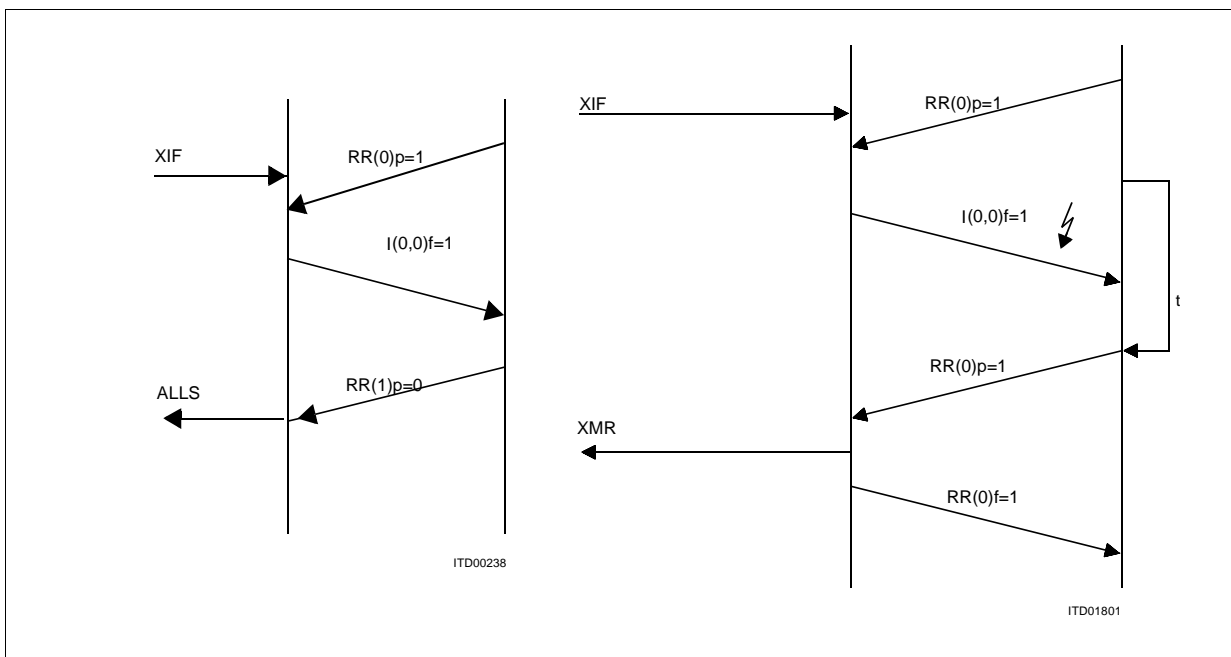 XIF
RR(0)p=1
I(0,0)f=1
RR(1)p=0
ALLS
ITD00238
XIF
RR(0)p=1
I(0,0)f=1
t
RR(0)p=1
XMR
RR(0)f=1
ITD01801